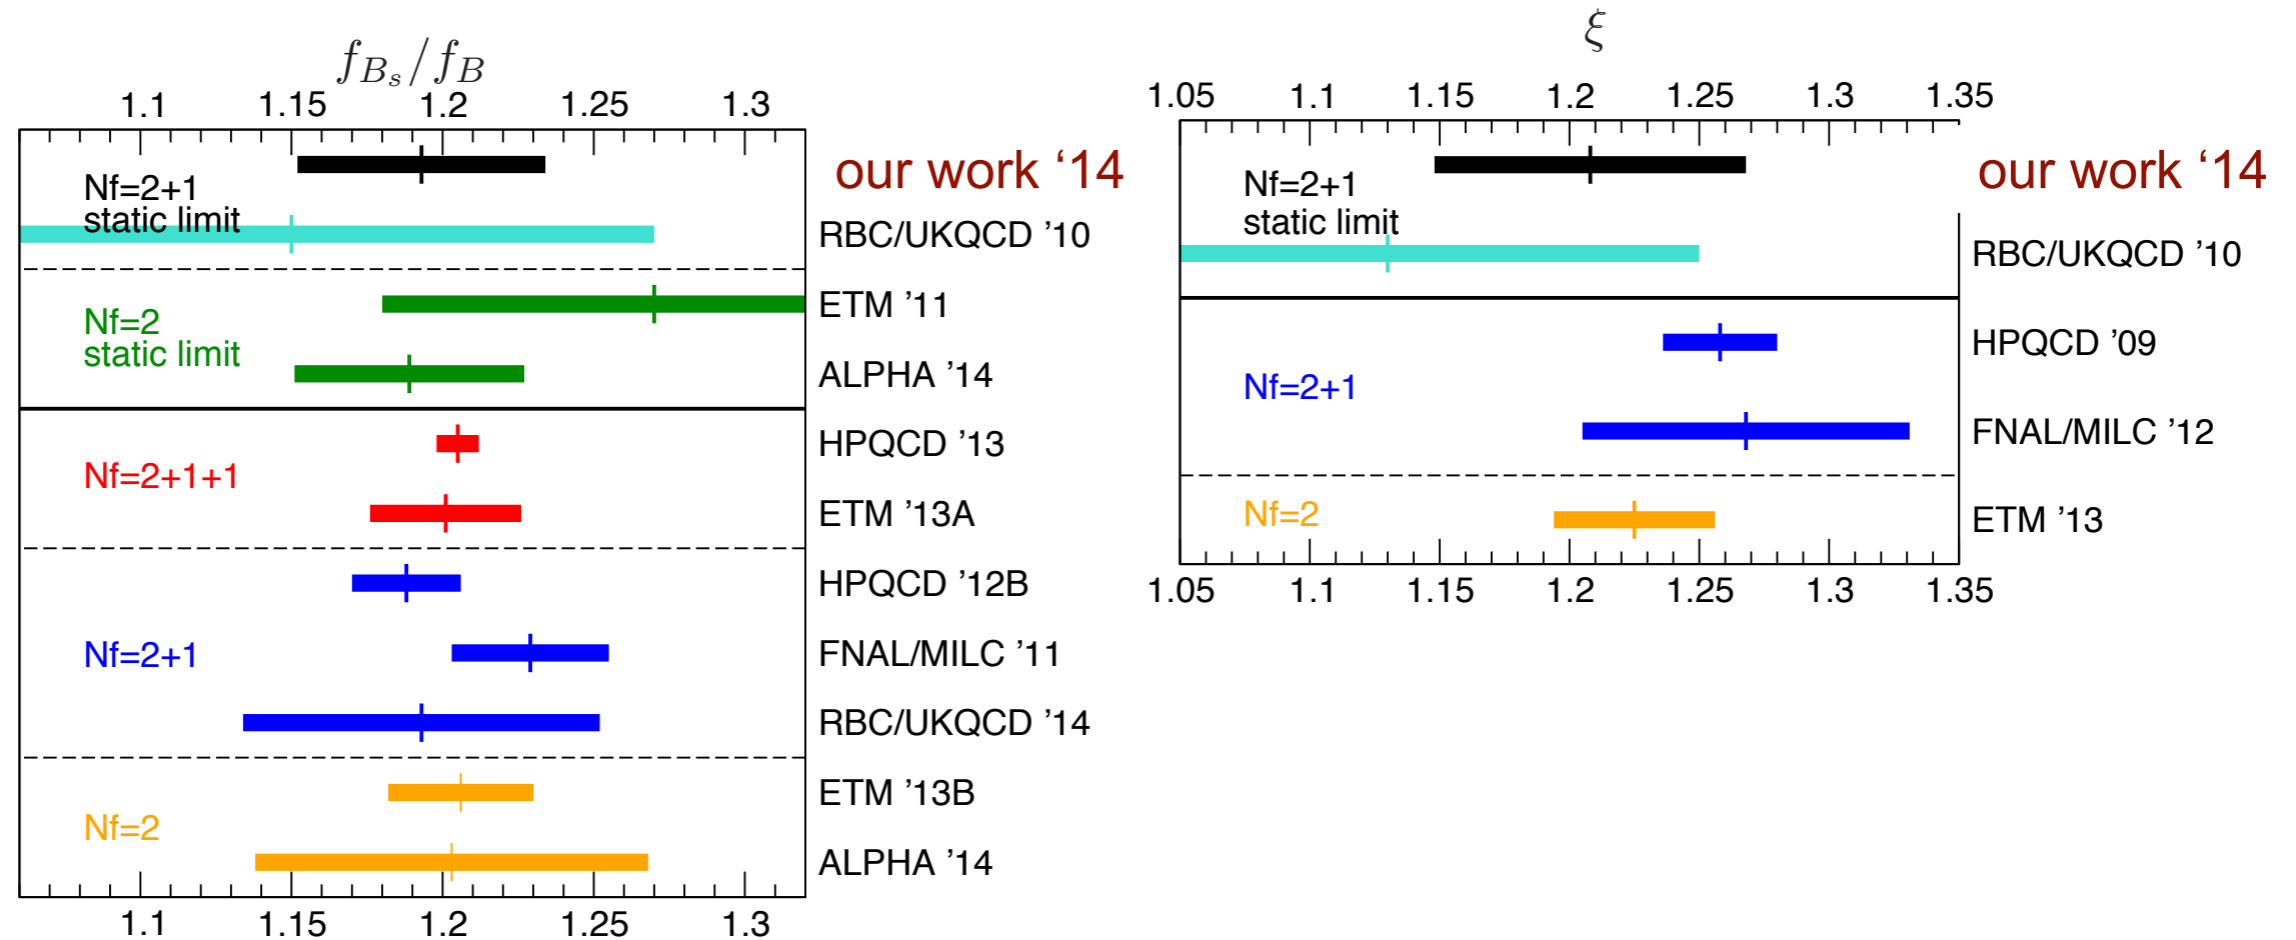 f_{B_s}/f_B
1.1 1.15 1.2 1.25 1.3
our work ‘14
Nf=2+1
static limit
RBC/UKQCD ’10
ETM ’11
Nf=2
static limit
ALPHA ’14
HPQCD ’13
Nf=2+1+1
ETM ’13A
HPQCD ’12B
Nf=2+1
FNAL/MILC ’11
RBC/UKQCD ’14
ETM ’13B
Nf=2
ALPHA ’14
1.1 1.15 1.2 1.25 1.3
ξ
1.05 1.1 1.15 1.2 1.25 1.3 1.35
our work ‘14
Nf=2+1
static limit
RBC/UKQCD ’10
HPQCD ’09
Nf=2+1
FNAL/MILC ’12
Nf=2
ETM ’13
1.05 1.1 1.15 1.2 1.25 1.3 1.35